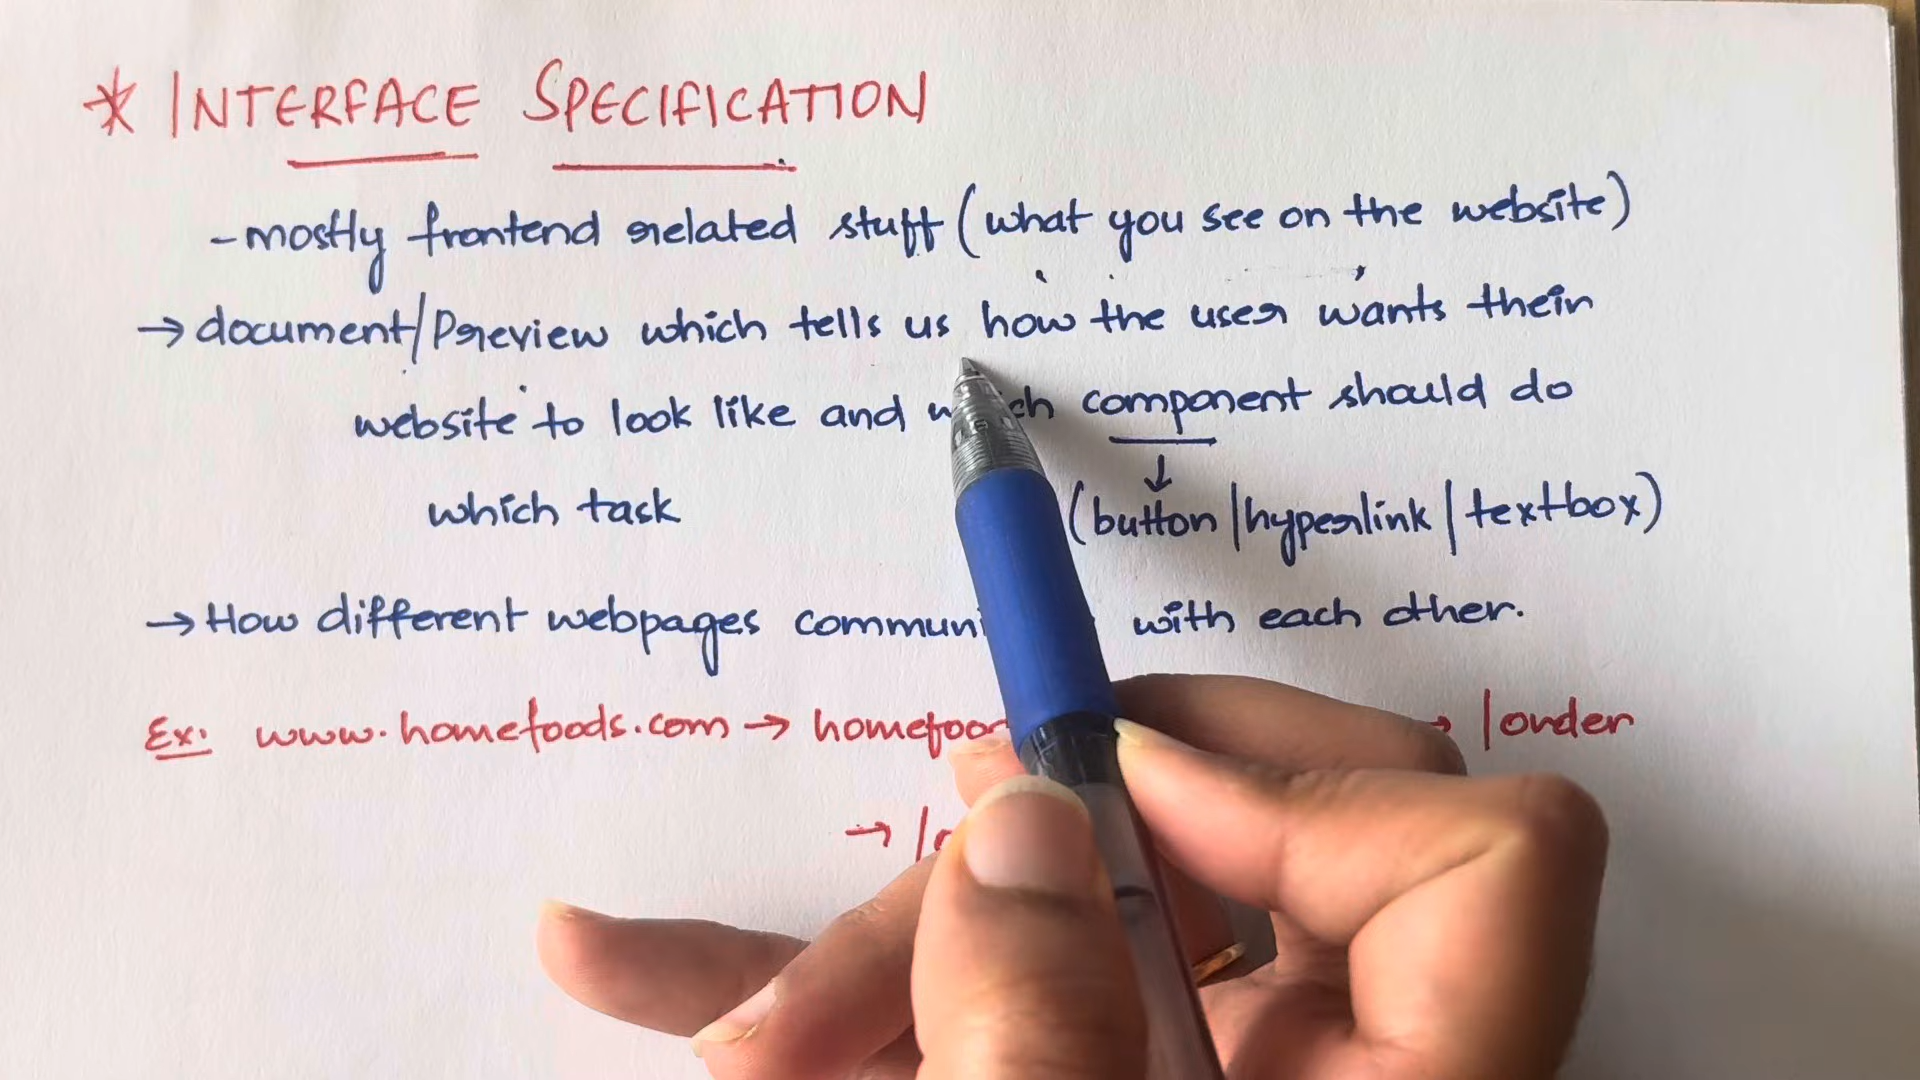 * INTERFACE SPECIFICATION
-mostly frontend related stuff (what you see on the website)
→ document/Preview which tells us how the user wants their
website to look like and which component should do
↓
which task (button/hyperlink/textbox)
→ How different webpages with each other.
Ex: www.homefoods.com → → /order
→ /